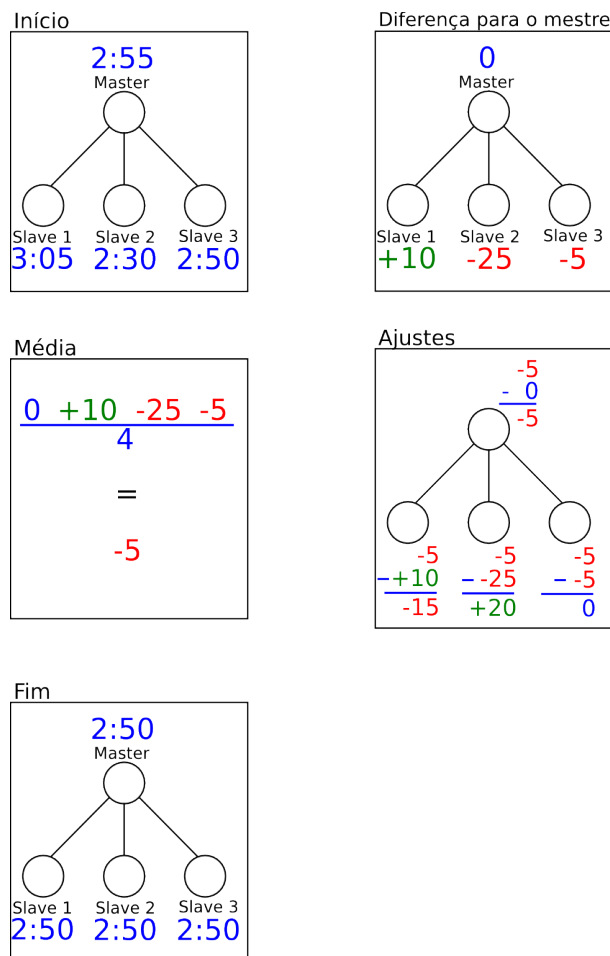 Início
2:55
Master
Slave 1 Slave 2 Slave 3
3:05 2:30 2:50
Diferença para o mestre
0
Master
Slave 1 Slave 2 Slave 3
+10 -25 -5
Média
0 +10 -25 -5
4
=
-5
Ajustes
-5
- 0
-5
-5 -5 -5
-+10 - -25 - -5
-15 +20 0
Fim
2:50
Master
Slave 1 Slave 2 Slave 3
2:50 2:50 2:50